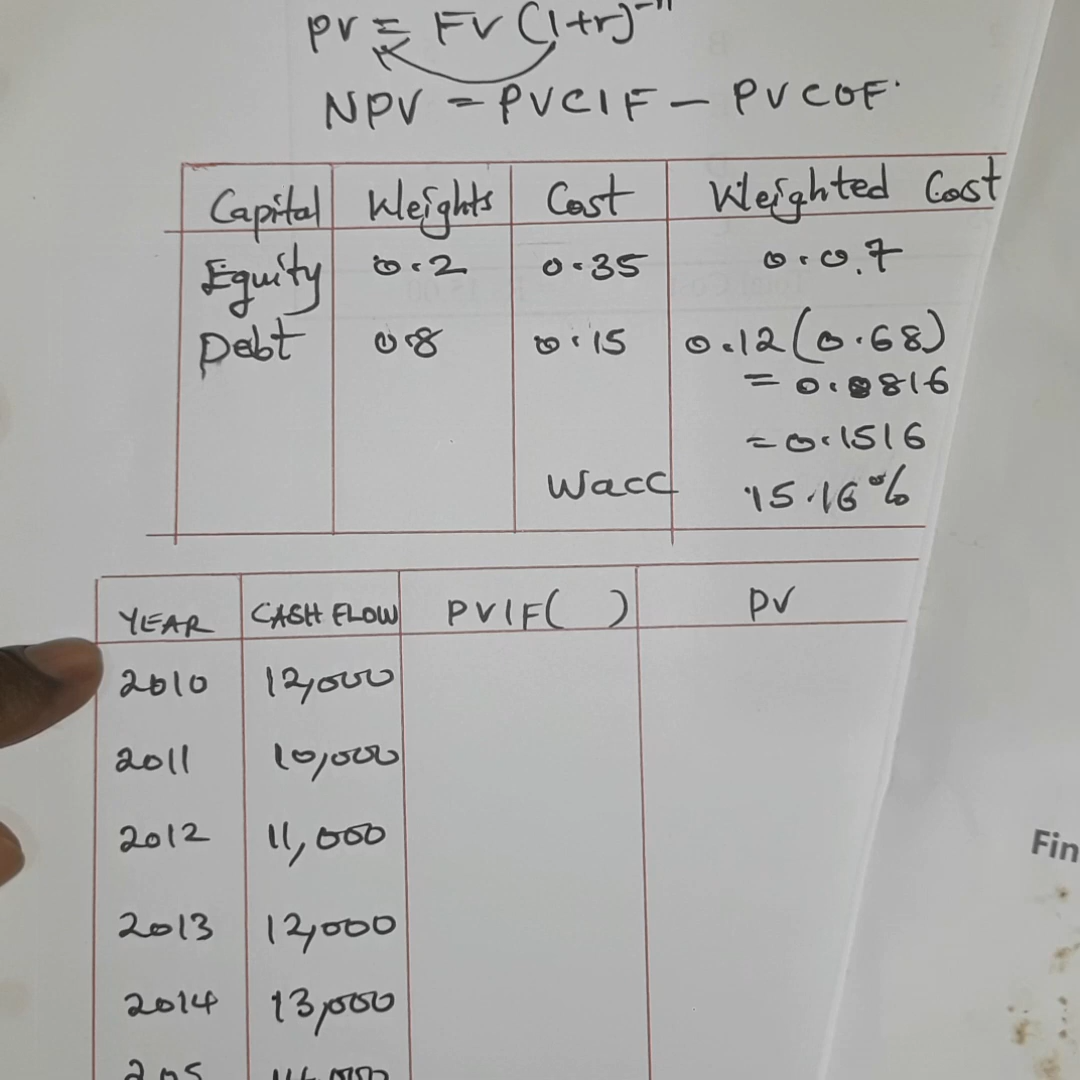 PV = FV (1+r)⁻ⁿ
NPV = PVCIF - PVCOF.
Capital Weights Cost Weighted Cost
Equity 0.2 0.35 0.0.7
Debt 0.8 0.15 0.12 (0.68)
= 0.0816
= 0.1516
Wacc 15.16%
YEAR CASH FLOW PVIF( ) PV
2010 12,000
2011 10,000
2012 11,000
2013 12,000
2014 13,000
Fin